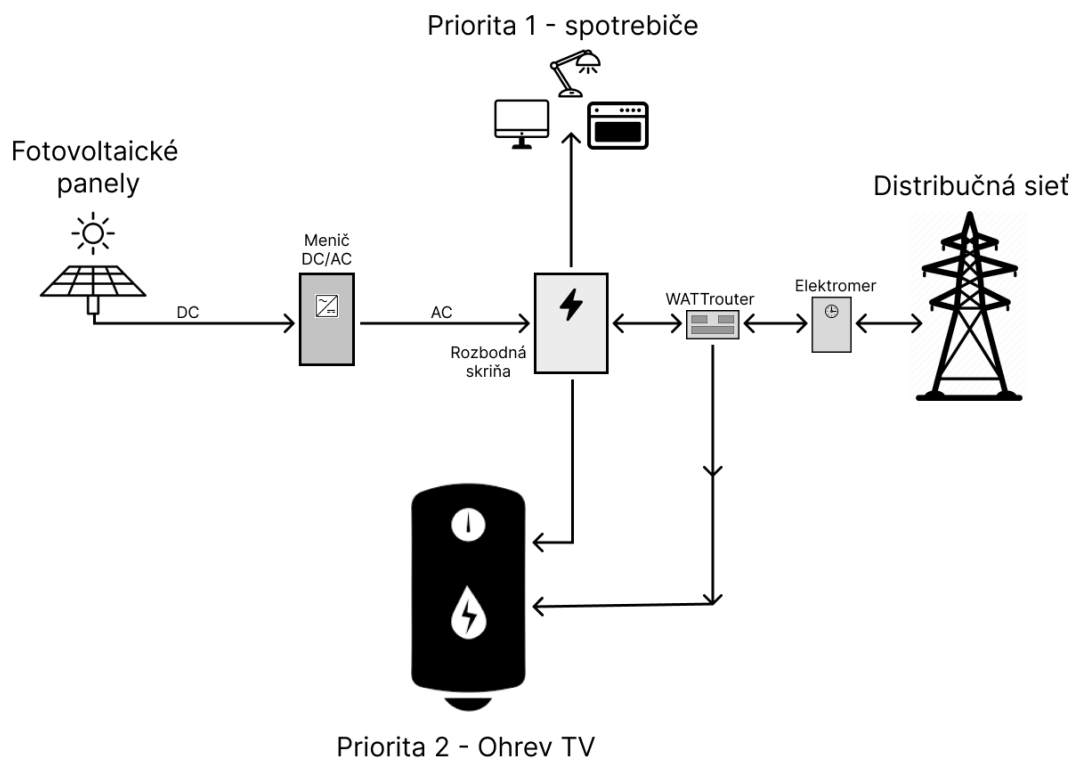 Priorita 1 - spotrebiče
Fotovoltaické
panely
Distribučná sieť
Menič
DC/AC
DC
AC
Rozbodná
skriňa
WATTrouter
Elektromer
Priorita 2 - Ohrev TV